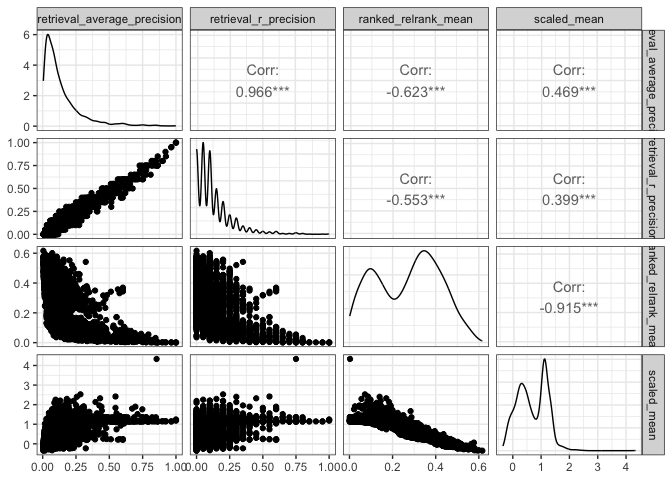 retrieval_average_precision retrieval_r_precision ranked_relrank_mean scaled_mean
6
4
2
0
Corr:
0.966***
Corr:
-0.623***
Corr:
0.469***
eval_average_preci
1.00
0.75
0.50
0.25
0.00
Corr:
-0.553***
Corr:
0.399***
retrieval_r_precision
0.6
0.4
0.2
0.0
Corr:
-0.915***
anked_relrank_mea
4
3
2
1
0
scaled_mean
0.00 0.25 0.50 0.75 1.00
0.00 0.25 0.50 0.75 1.00
0.0 0.2 0.4 0.6
0 1 2 3 4